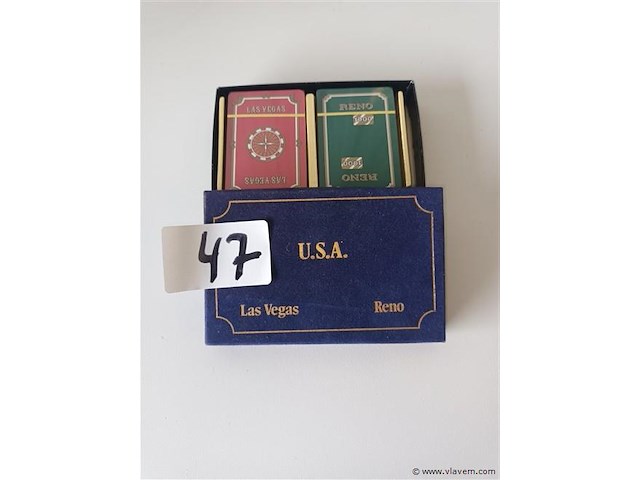 LAS VEGAS
LAS VEGAS
RENO
RENO
47
U.S.A.
Las Vegas
Reno
© www.vlavem.com